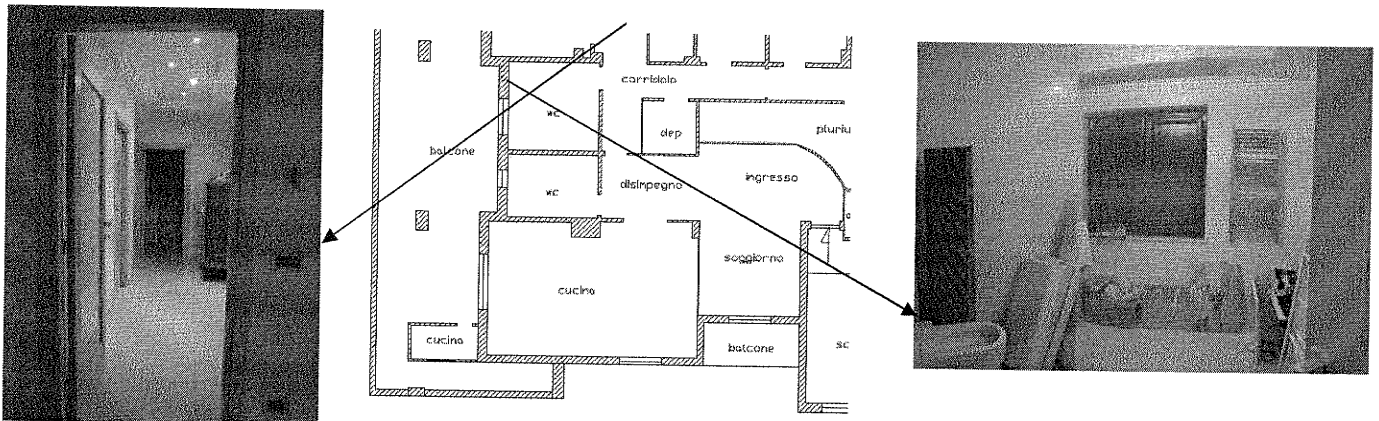 corridoio
wc
dep
pluriu
balcone
disimpegno
ingresso
wc
soggiorno
cucina
cucina
balcone
sc